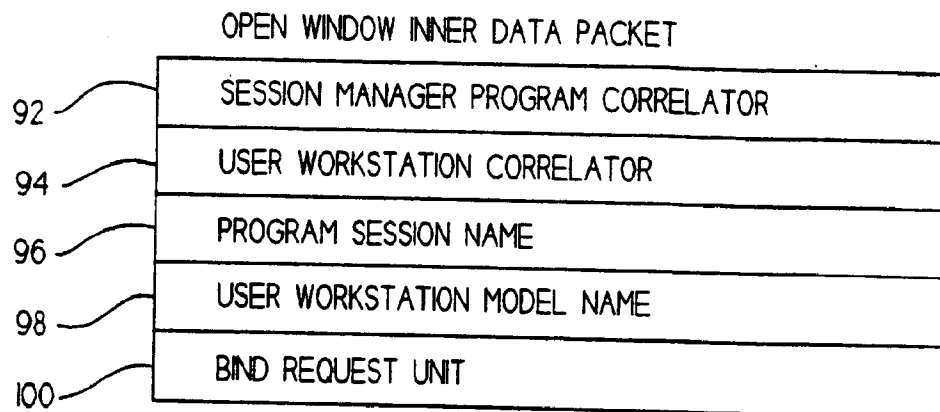 OPEN WINDOW INNER DATA PACKET
92 SESSION MANAGER PROGRAM CORRELATOR
94 USER WORKSTATION CORRELATOR
96 PROGRAM SESSION NAME
98 USER WORKSTATION MODEL NAME
100 BIND REQUEST UNIT